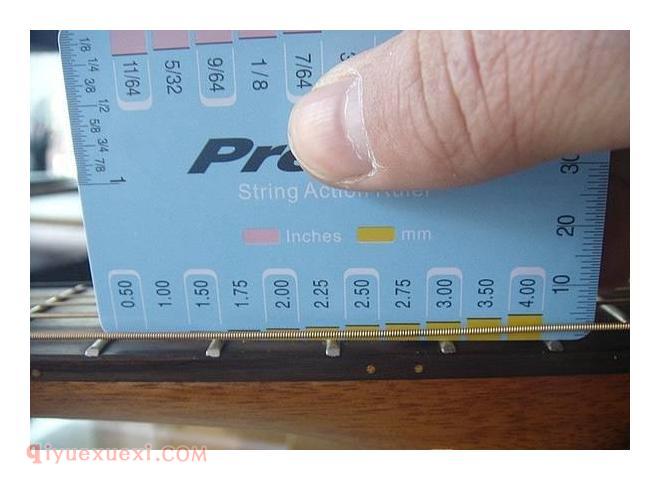 1/8 1/4 3/8 1/2 5/8 3/4 7/8 1
11/64 5/32 9/64 1/8 7/64
String Action Ruler
Inches mm
0.50 1.00 1.50 1.75 2.00 2.25 2.50 2.75 3.00 3.50 4.00
10 20 30
qiyuexuexi.COM